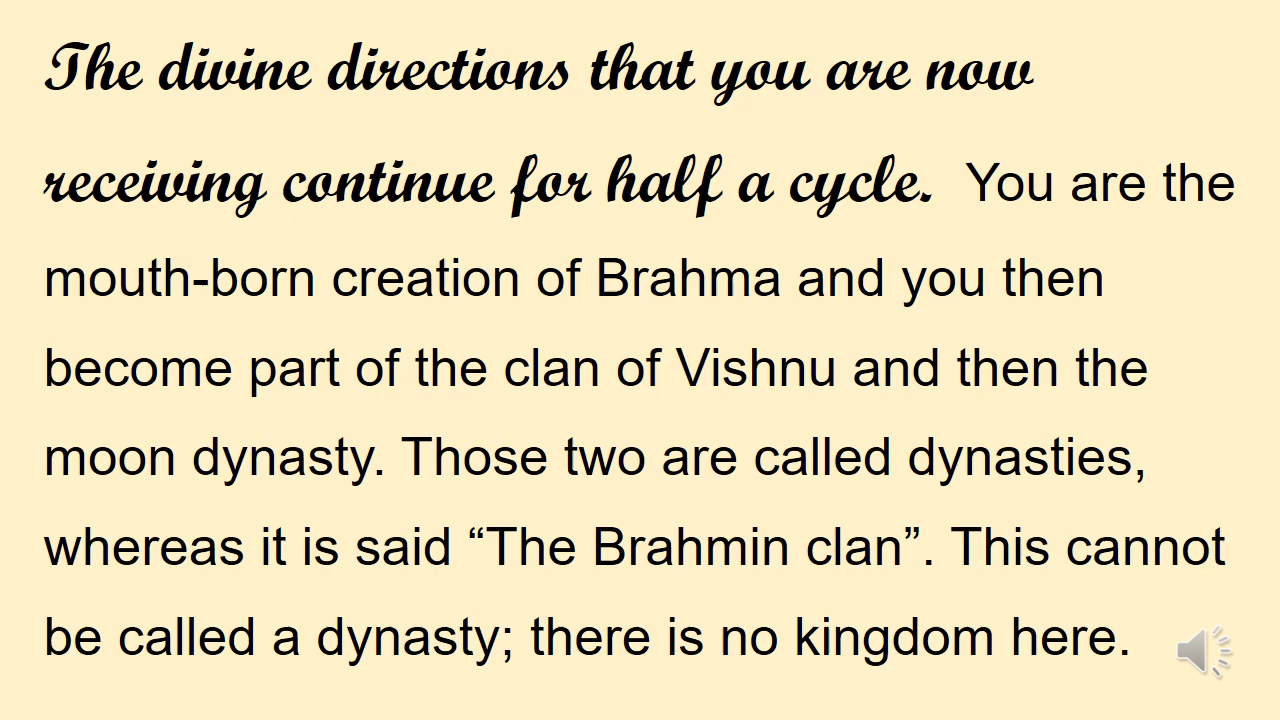 The divine directions that you are now
receiving continue for half a cycle. You are the
mouth-born creation of Brahma and you then
become part of the clan of Vishnu and then the
moon dynasty. Those two are called dynasties,
whereas it is said “The Brahmin clan”. This cannot
be called a dynasty; there is no kingdom here.